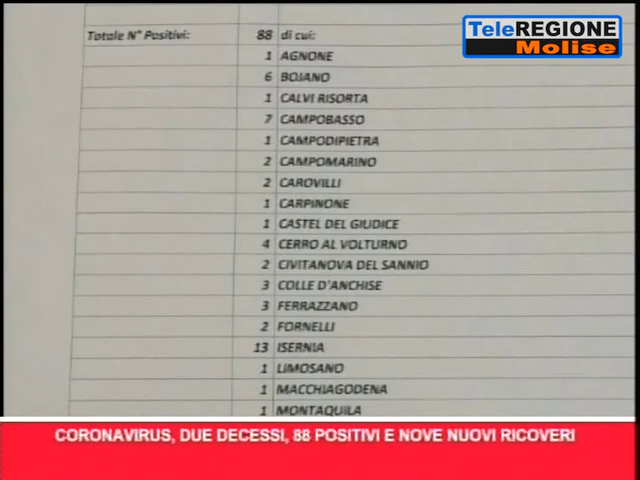 TeleREGIONE
Molise
Totale N° Positivi: 88 di cui:
1 AGNONE
6 BOJANO
1 CALVI RISORTA
7 CAMPOBASSO
1 CAMPODIPIETRA
2 CAMPOMARINO
2 CAROVILLI
1 CARPINONE
1 CASTEL DEL GIUDICE
4 CERRO AL VOLTURNO
2 CIVITANOVA DEL SANNIO
3 COLLE D'ANCHISE
3 FERRAZZANO
2 FORNELLI
13 ISERNIA
1 LIMOSANO
1 MACCHIAGODENA
1 MONTAQUILA
CORONAVIRUS, DUE DECESSI, 88 POSITIVI E NOVE NUOVI RICOVERI